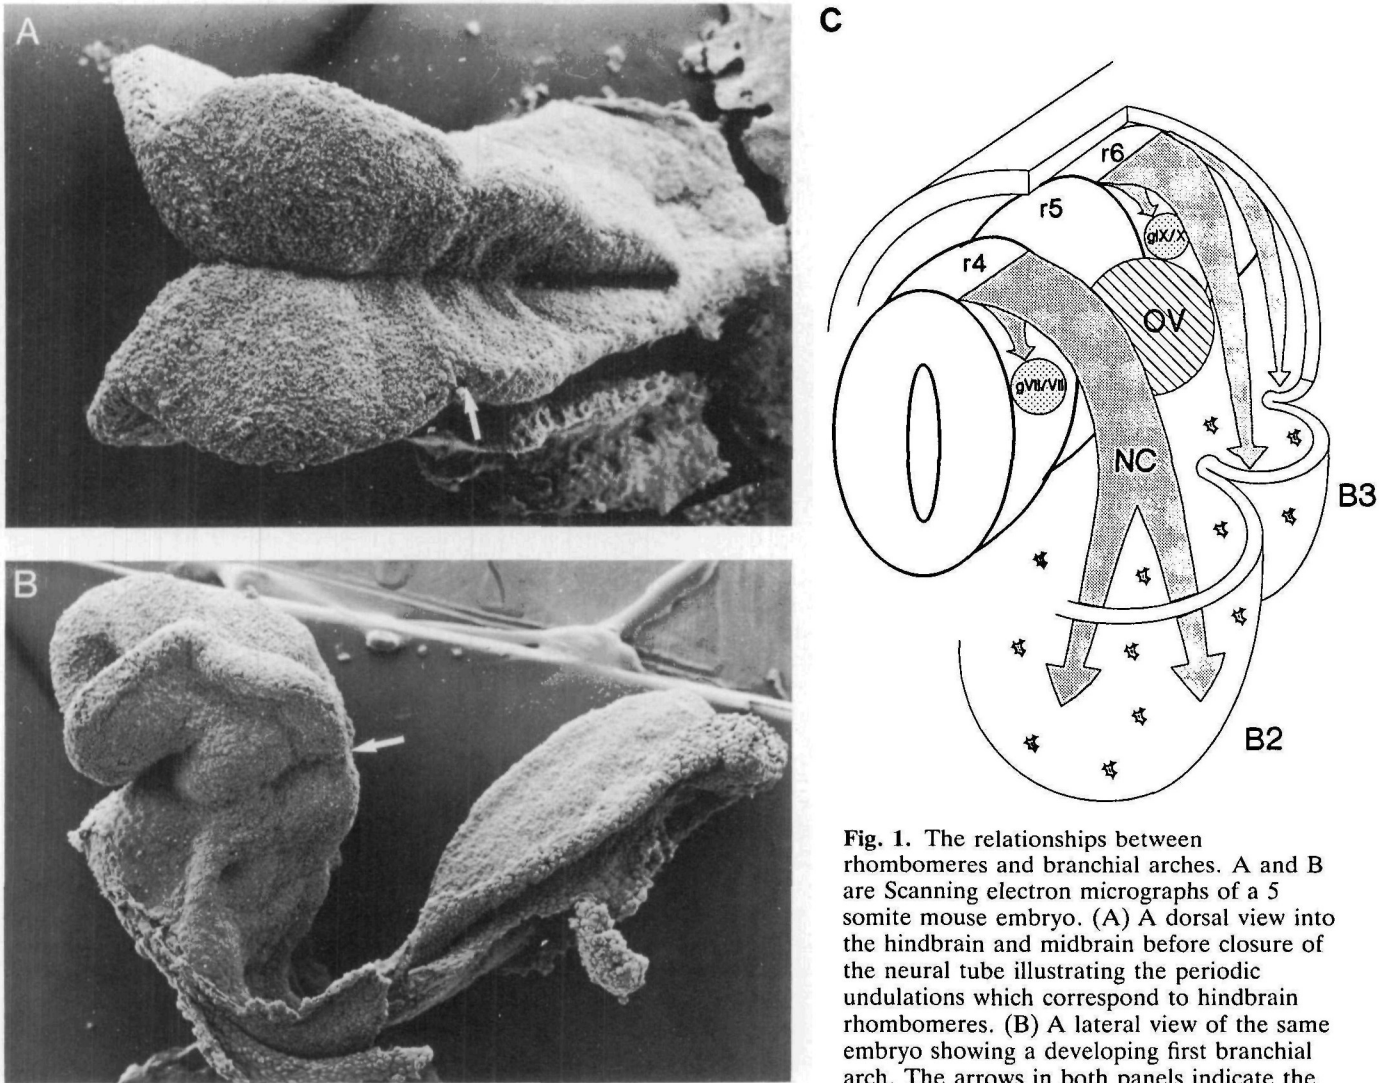 A
B
C
r6
r5
gIX/X
r4
OV
gVII/VIII
NC
B3
B2
Fig. 1. The relationships between
rhombomeres and branchial arches. A and B
are Scanning electron micrographs of a 5
somite mouse embryo. (A) A dorsal view into
the hindbrain and midbrain before closure of
the neural tube illustrating the periodic
undulations which correspond to hindbrain
rhombomeres. (B) A lateral view of the same
embryo showing a developing first branchial
arch. The arrows in both panels indicate the